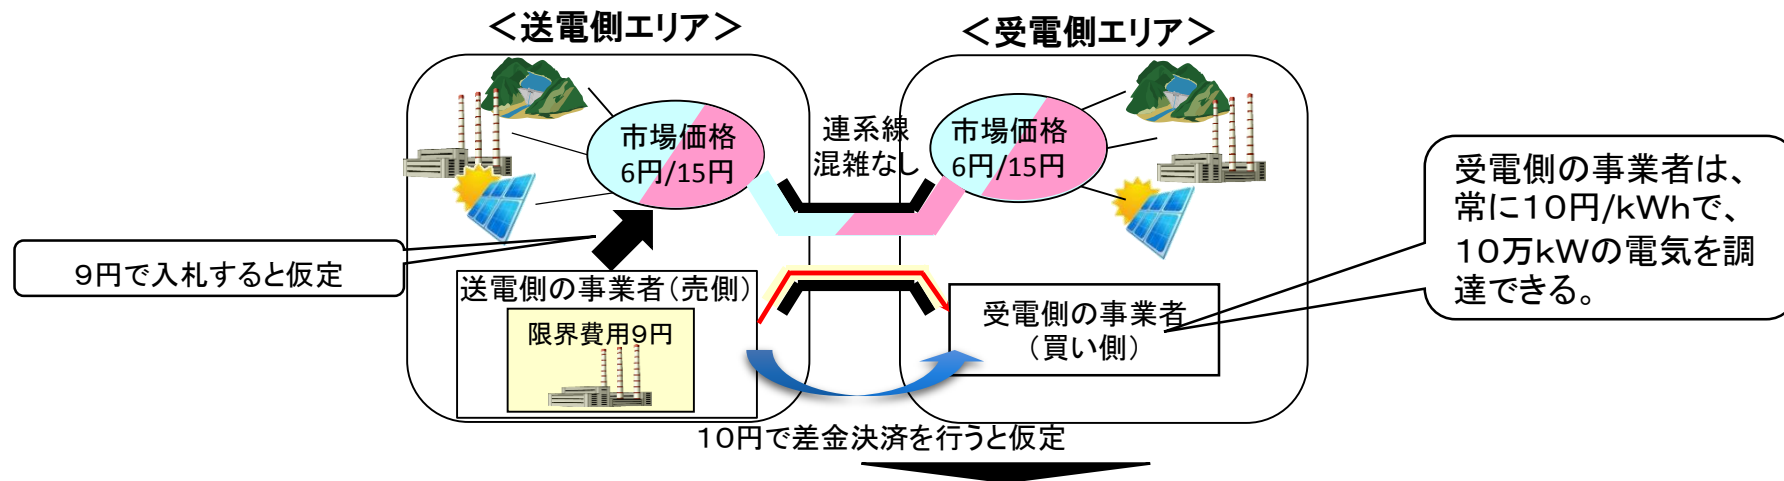 ＜送電側エリア＞
＜受電側エリア＞
市場価格
6円/15円
連系線
混雑なし
市場価格
6円/15円
受電側の事業者は、
常に10円/kWhで、
１０万kWの電気を調
達できる。
９円で入札すると仮定
送電側の事業者（売側）
限界費用９円
受電側の事業者
（買い側）
１０円で差金決済を行うと仮定